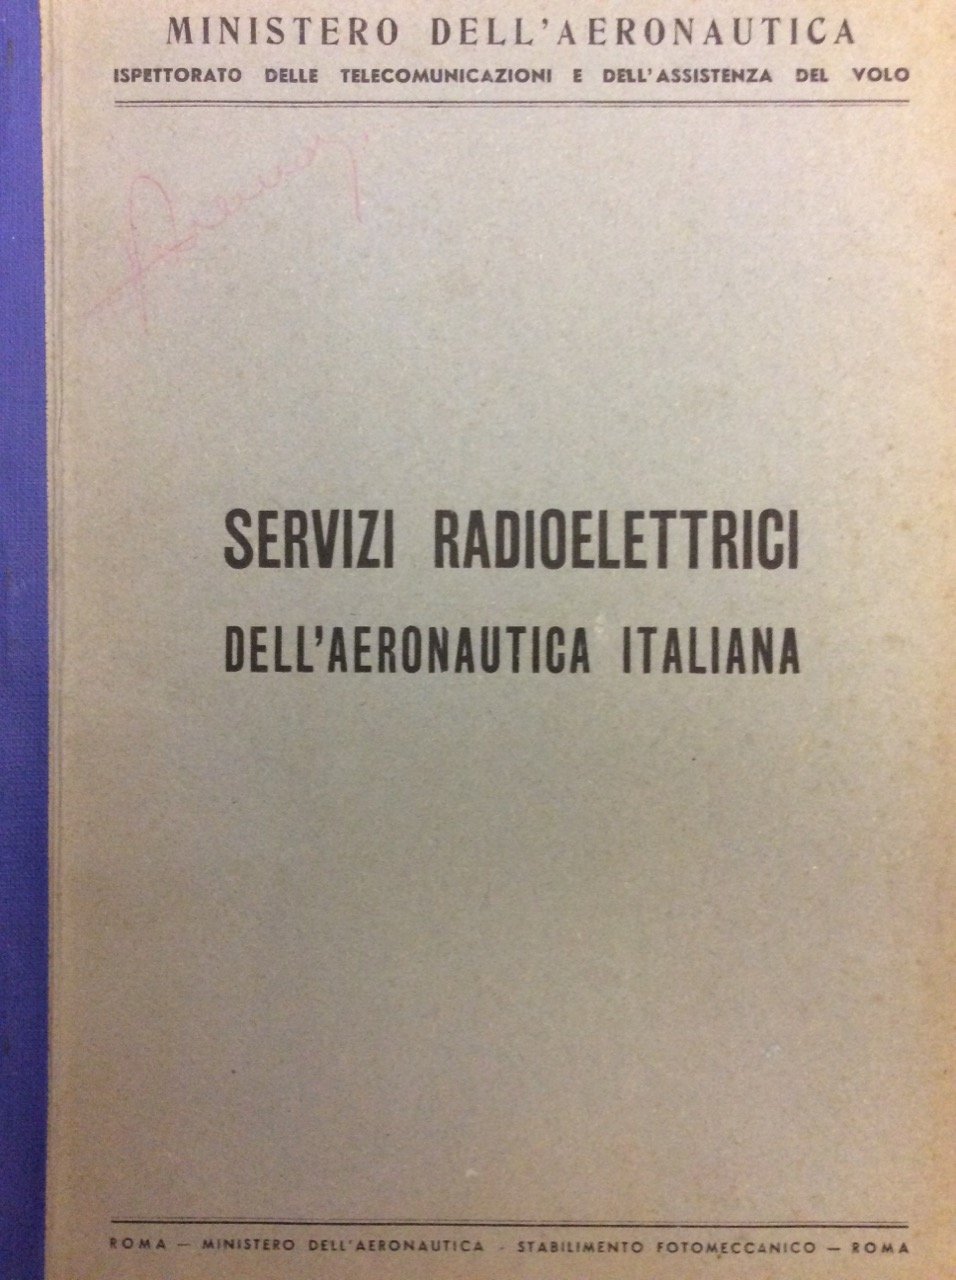 MINISTERO DELL'AERONAUTICA
ISPETTORATO DELLE TELECOMUNICAZIONI E DELL'ASSISTENZA DEL VOLO
SERVIZI RADIOELETTRICI
DELL'AERONAUTICA ITALIANA
ROMA — MINISTERO DELL'AERONAUTICA - STABILIMENTO FOTOMECCANICO — ROMA